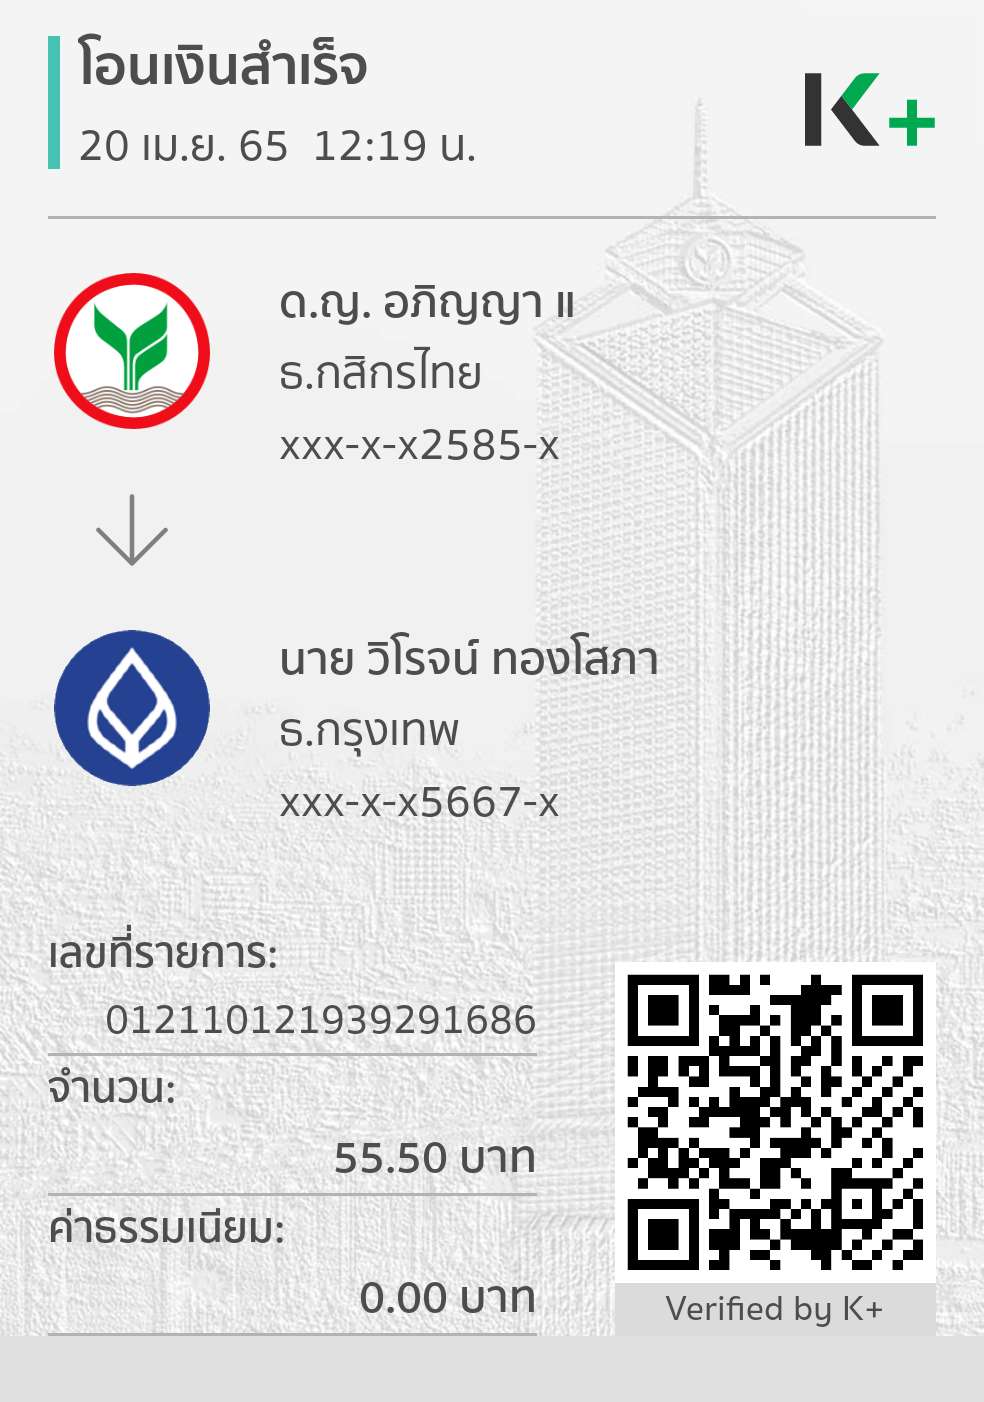 โอนเงินสำเร็จ
20 เม.ย. 65 12:19 น.
K+
ด.ญ. อภิญญา แ
ธ.กสิกรไทย
xxx-x-x2585-x
นาย วิโรจน์ ทองโสภา
ธ.กรุงเทพ
xxx-x-x5667-x
เลขที่รายการ:
012110121939291686
จำนวน:
55.50 บาท
ค่าธรรมเนียม:
0.00 บาท
Verified by K+